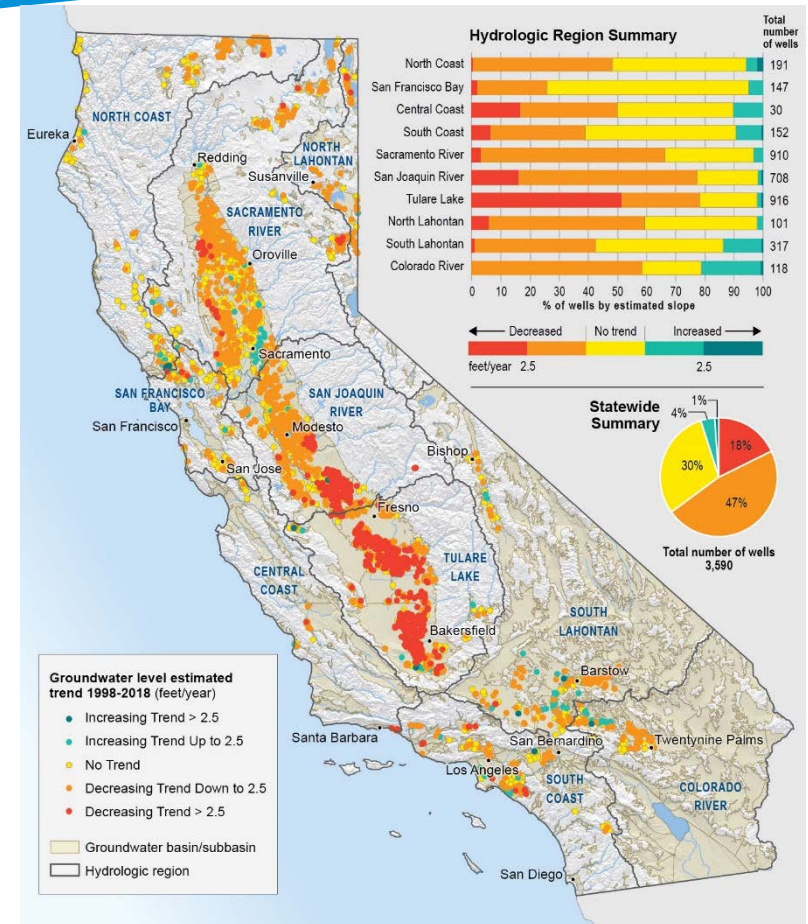 Hydrologic Region Summary
Total
number
of wells
North Coast 191
San Francisco Bay 147
Central Coast 30
South Coast 152
Sacramento River 910
San Joaquin River 708
Tulare Lake 916
North Lahontan 101
South Lahontan 317
Colorado River 118
0 10 20 30 40 50 60 70 80 90 100
% of wells by estimated slope
Decreased No trend Increased
feet/year 2.5 2.5
Statewide
Summary
1%
4%
18%
30%
47%
Total number of wells
3,590
NORTH COAST
Eureka
Redding
NORTH
LAHONTAN
Susanville
SACRAMENTO
RIVER
Oroville
Sacramento
SAN FRANCISCO
BAY
SAN JOAQUIN
RIVER
San Francisco
Modesto
Bishop
San Jose
Fresno
CENTRAL
COAST
TULARE
LAKE
Bakersfield
SOUTH
LAHONTAN
Barstow
Santa Barbara
San Bernardino
Twentynine Palms
Los Angeles
SOUTH
COAST
COLORADO
RIVER
San Diego
Groundwater level estimated
trend 1998-2018 (feet/year)
Increasing Trend > 2.5
Increasing Trend Up to 2.5
No Trend
Decreasing Trend Down to 2.5
Decreasing Trend > 2.5
Groundwater basin/subbasin
Hydrologic region